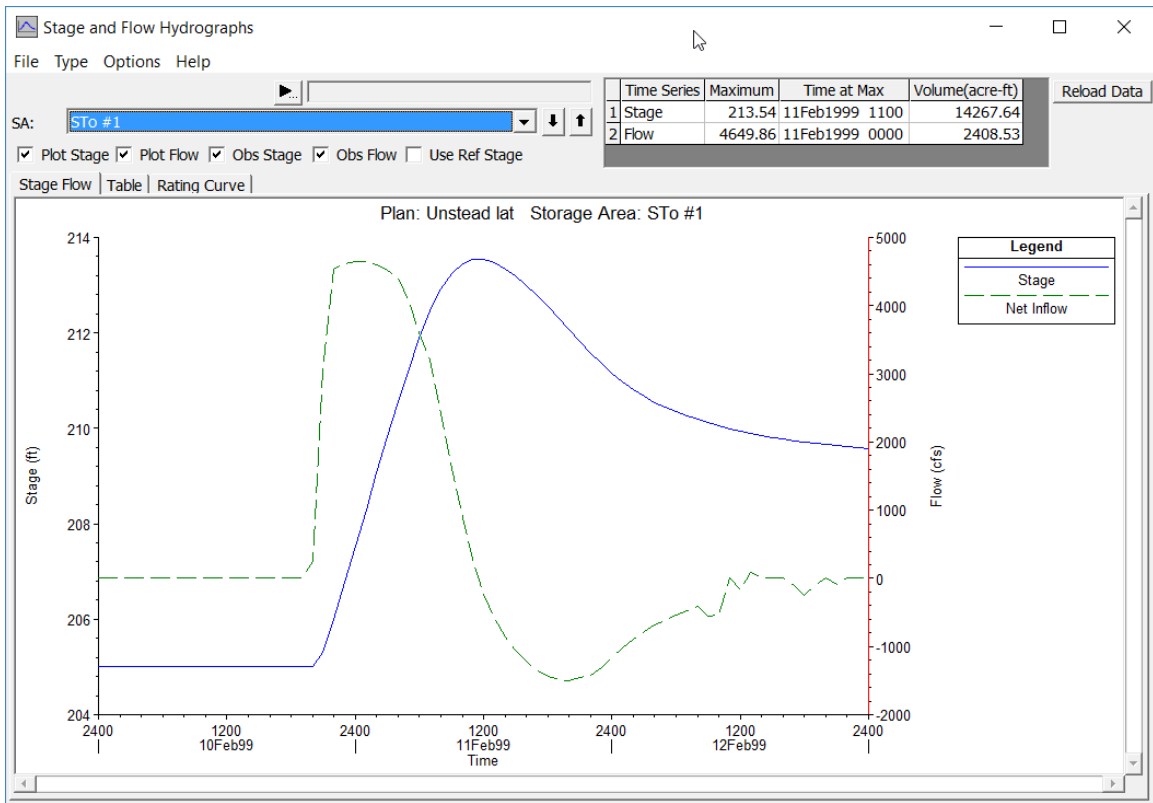 Stage and Flow Hydrographs
File Type Options Help
Time Series Maximum Time at Max Volume(acre-ft)
1 Stage 213.54 11Feb1999 1100 14267.64
2 Flow 4649.86 11Feb1999 0000 2408.53
Reload Data
SA: STo #1
Plot Stage Plot Flow Obs Stage Obs Flow Use Ref Stage
Stage Flow Table Rating Curve
Plan: Unstead lat Storage Area: STo #1
214
212
210
208
206
204
Stage (ft)
5000
4000
3000
2000
1000
0
-1000
-2000
Flow (cfs)
Legend
Stage
Net Inflow
2400 1200 2400 1200 2400 1200 2400
10Feb99 11Feb99 12Feb99
Time